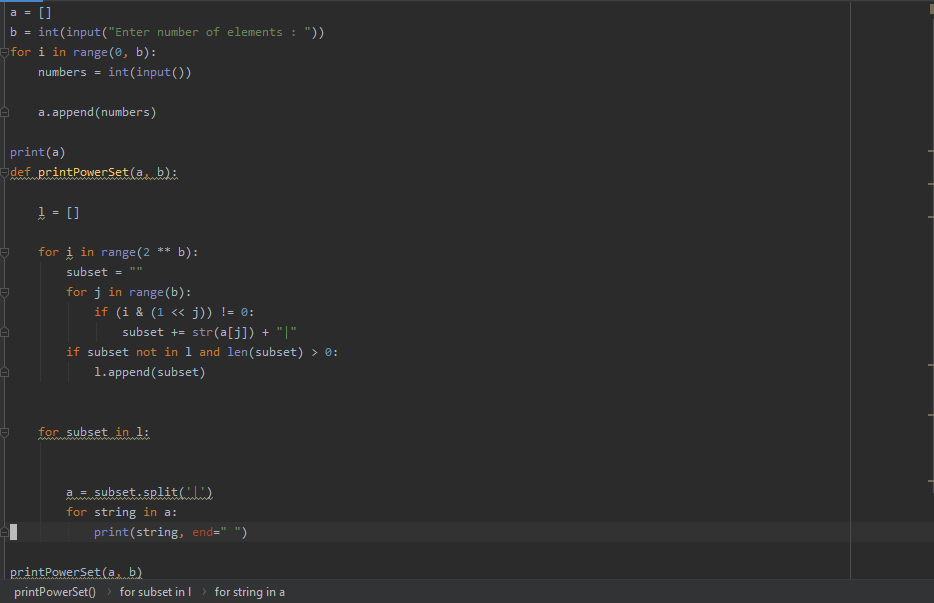 a = []
b = int(input("Enter number of elements : "))
for i in range(0, b):
    numbers = int(input())
    a.append(numbers)
print(a)
def printPowerSet(a, b):
    l = []
    for i in range(2 ** b):
        subset = ""
        for j in range(b):
            if (i & (1 << j)) != 0:
                subset += str(a[j]) + "|"
        if subset not in l and len(subset) > 0:
            l.append(subset)
    for subset in l:
        a = subset.split('|')
        for string in a:
            print(string, end=" ")
printPowerSet(a, b)
printPowerSet() › for subset in l › for string in a